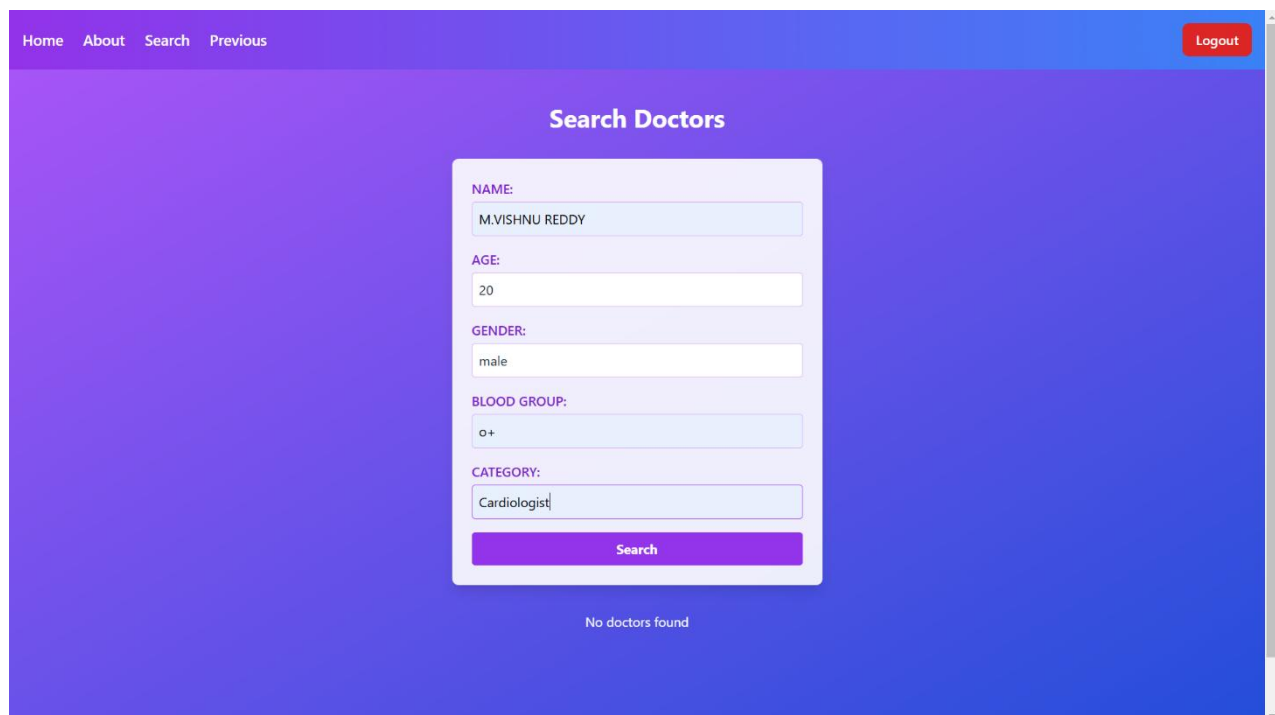 Home About Search Previous Logout
Search Doctors
NAME:
M.VISHNU REDDY
AGE:
20
GENDER:
male
BLOOD GROUP:
o+
CATEGORY:
Cardiologist
Search
No doctors found